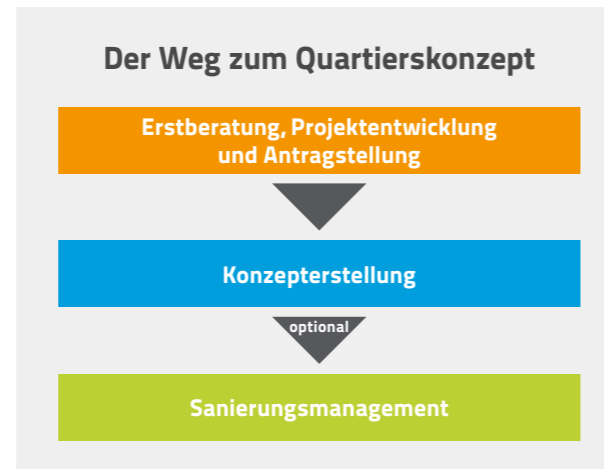 Der Weg zum Quartierskonzept
Erstberatung, Projektentwicklung
und Antragstellung
Konzepterstellung
optional
Sanierungsmanagement